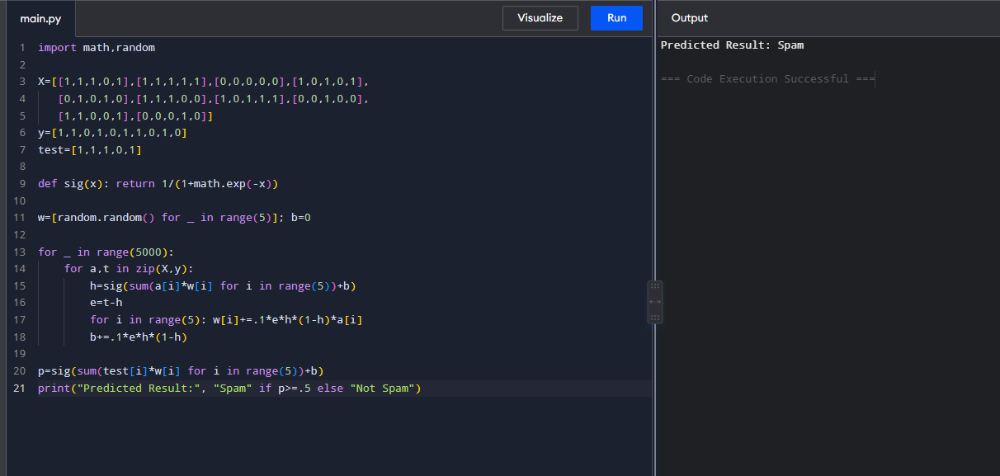 main.py
Visualize
Run
Output
1 import math,random
2
3 X=[[1,1,1,0,1],[1,1,1,1,1],[0,0,0,0,0],[1,0,1,0,1],
4    [0,1,0,1,0],[1,1,1,0,0],[1,0,1,1,1],[0,0,1,0,0],
5    [1,1,0,0,1],[0,0,0,1,0]]
6 y=[1,1,0,1,0,1,1,0,1,0]
7 test=[1,1,1,0,1]
8
9 def sig(x): return 1/(1+math.exp(-x))
10
11 w=[random.random() for _ in range(5)]; b=0
12
13 for _ in range(5000):
14     for a,t in zip(X,y):
15         h=sig(sum(a[i]*w[i] for i in range(5))+b)
16         e=t-h
17         for i in range(5): w[i]+=.1*e*h*(1-h)*a[i]
18         b+=.1*e*h*(1-h)
19
20 p=sig(sum(test[i]*w[i] for i in range(5))+b)
21 print("Predicted Result:", "Spam" if p>=.5 else "Not Spam")
Predicted Result: Spam
=== Code Execution Successful ===